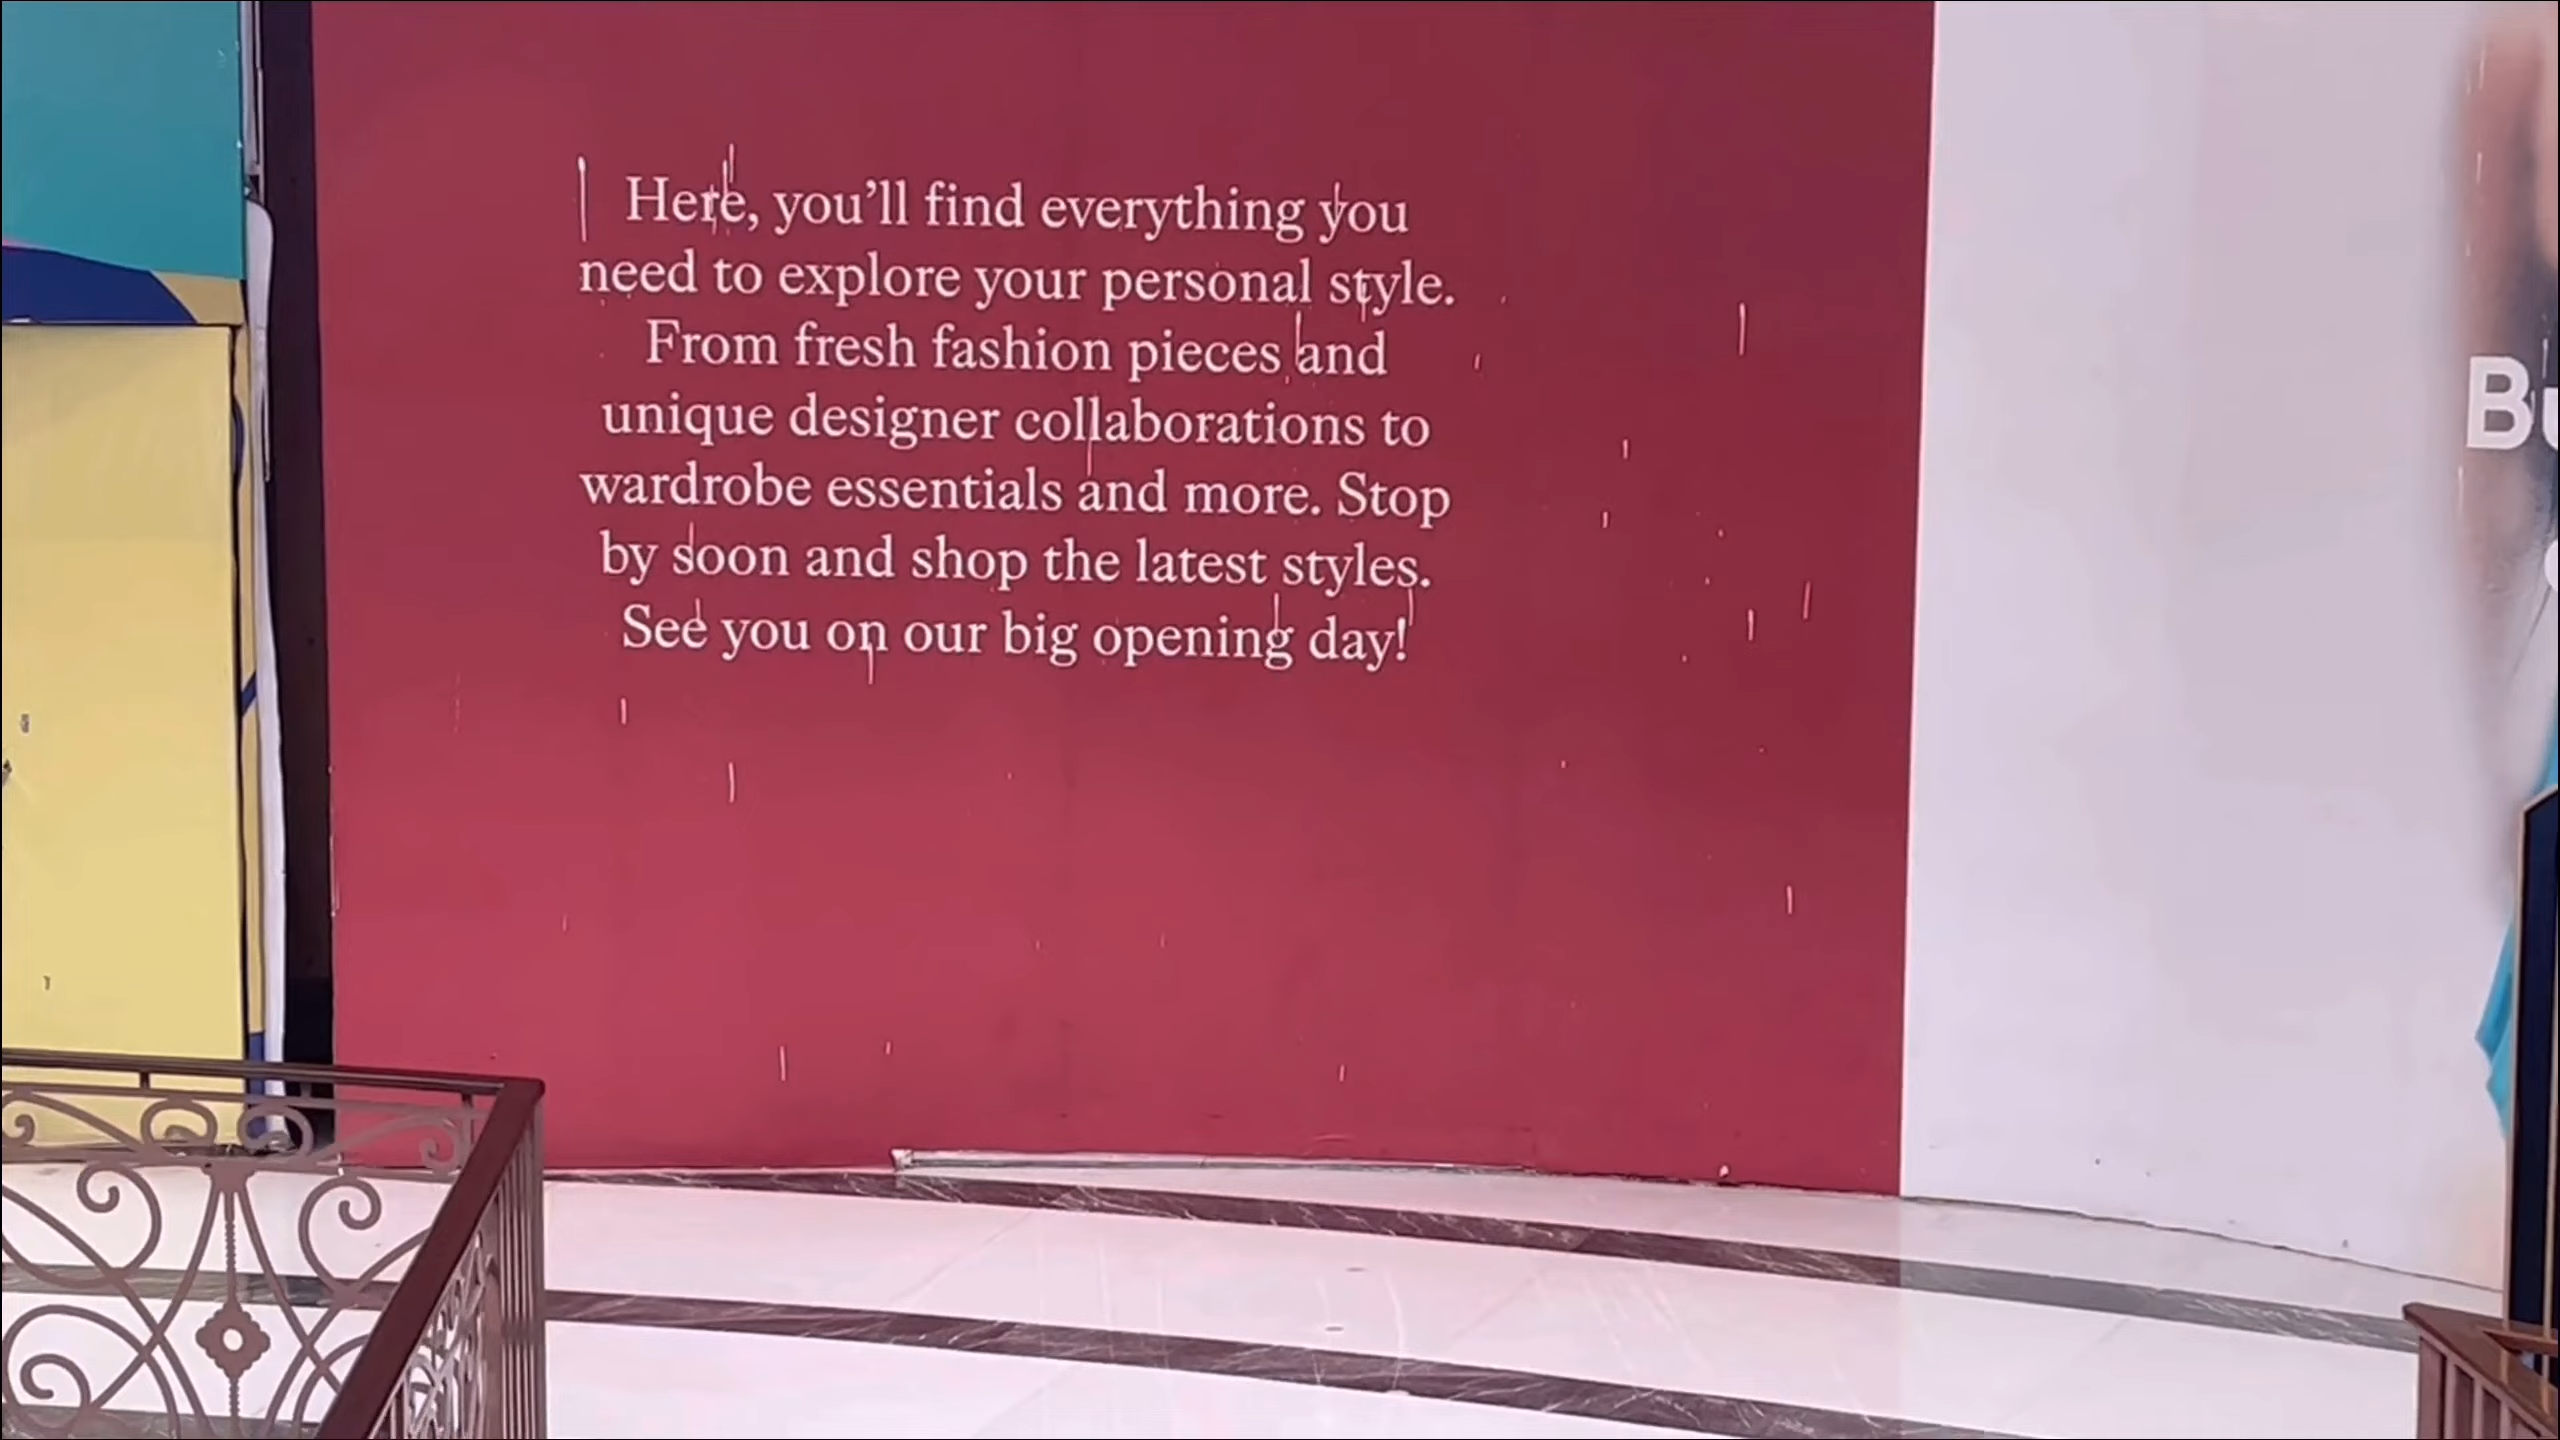 Here, you’ll find everything you
need to explore your personal style.
From fresh fashion pieces and
unique designer collaborations to
wardrobe essentials and more. Stop
by soon and shop the latest styles.
See you on our big opening day!